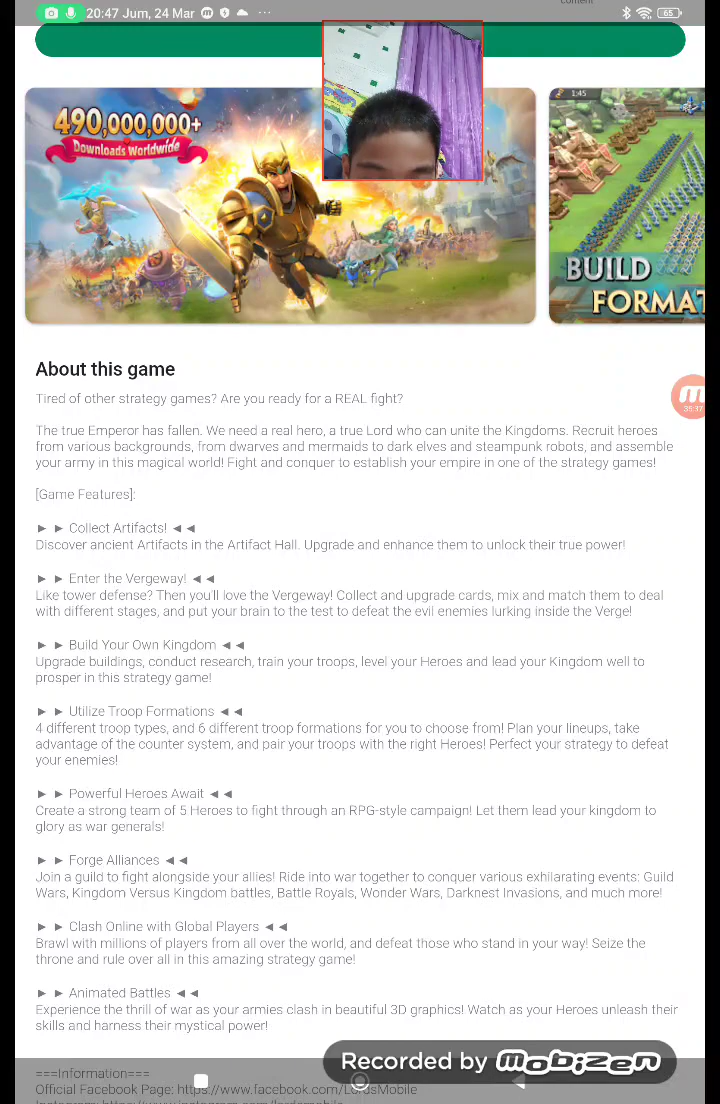 content
20:47 Jum, 24 Mar
65
490,000,000+
Downloads Worldwide
1:45
BUILD
FORMAT
About this game
Tired of other strategy games? Are you ready for a REAL fight?
The true Emperor has fallen. We need a real hero, a true Lord who can unite the Kingdoms. Recruit heroes
from various backgrounds, from dwarves and mermaids to dark elves and steampunk robots, and assemble
your army in this magical world! Fight and conquer to establish your empire in one of the strategy games!
[Game Features]:
► ► Collect Artifacts! ◄ ◄
Discover ancient Artifacts in the Artifact Hall. Upgrade and enhance them to unlock their true power!
► ► Enter the Vergeway! ◄ ◄
Like tower defense? Then you'll love the Vergeway! Collect and upgrade cards, mix and match them to deal
with different stages, and put your brain to the test to defeat the evil enemies lurking inside the Verge!
► ► Build Your Own Kingdom ◄ ◄
Upgrade buildings, conduct research, train your troops, level your Heroes and lead your Kingdom well to
prosper in this strategy game!
► ► Utilize Troop Formations ◄ ◄
4 different troop types, and 6 different troop formations for you to choose from! Plan your lineups, take
advantage of the counter system, and pair your troops with the right Heroes! Perfect your strategy to defeat
your enemies!
► ► Powerful Heroes Await ◄ ◄
Create a strong team of 5 Heroes to fight through an RPG-style campaign! Let them lead your kingdom to
glory as war generals!
► ► Forge Alliances ◄ ◄
Join a guild to fight alongside your allies! Ride into war together to conquer various exhilarating events: Guild
Wars, Kingdom Versus Kingdom battles, Battle Royals, Wonder Wars, Darknest Invasions, and much more!
► ► Clash Online with Global Players ◄ ◄
Brawl with millions of players from all over the world, and defeat those who stand in your way! Seize the
throne and rule over all in this amazing strategy game!
► ► Animated Battles ◄ ◄
Experience the thrill of war as your armies clash in beautiful 3D graphics! Watch as your Heroes unleash their
skills and harness their mystical power!
Recorded by mobizen
===Information===
Official Facebook Page: https://www.facebook.com/LordsMobile